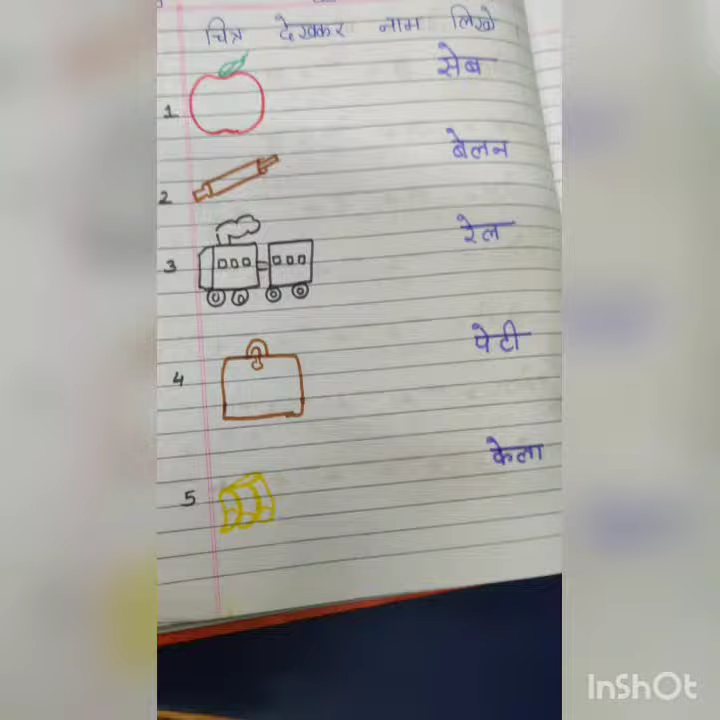 चित्र देखकर नाम लिखे
1 सेब
2 बेलन
3 रेल
4 पेटी
5 केला
InShOt